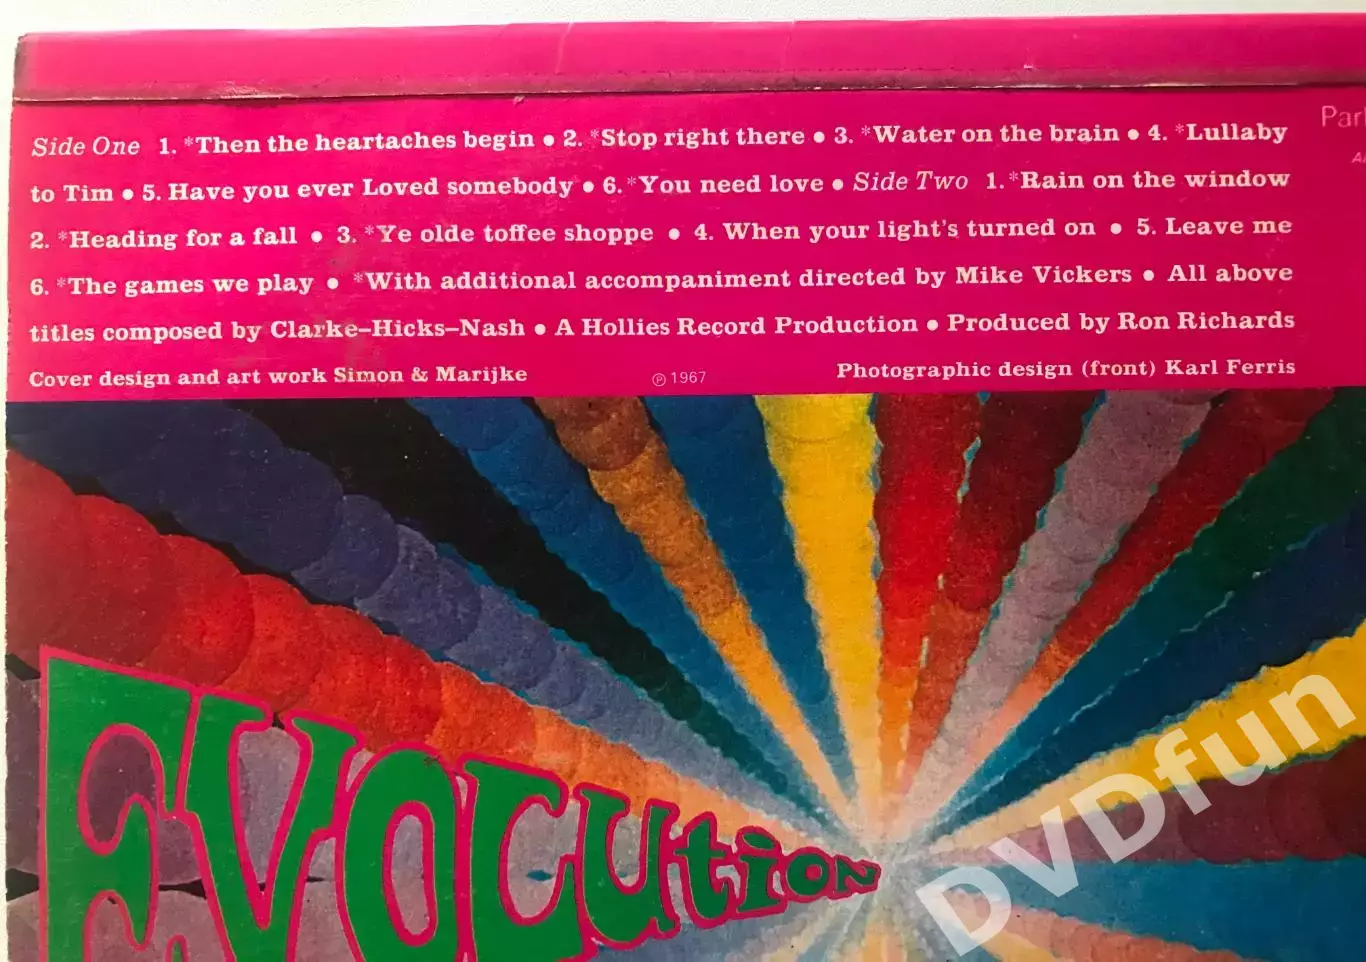 Side One 1. *Then the heartaches begin • 2. *Stop right there • 3. *Water on the brain • 4. *Lullaby
to Tim • 5. Have you ever Loved somebody • 6. *You need love • Side Two 1. *Rain on the window
2. *Heading for a fall • 3. *Ye olde toffee shoppe • 4. When your light's turned on • 5. Leave me
6. *The games we play • *With additional accompaniment directed by Mike Vickers • All above
titles composed by Clarke–Hicks–Nash • A Hollies Record Production • Produced by Ron Richards
Cover design and art work Simon & Marijke ℗ 1967 Photographic design (front) Karl Ferris
Evolution
DVDfun